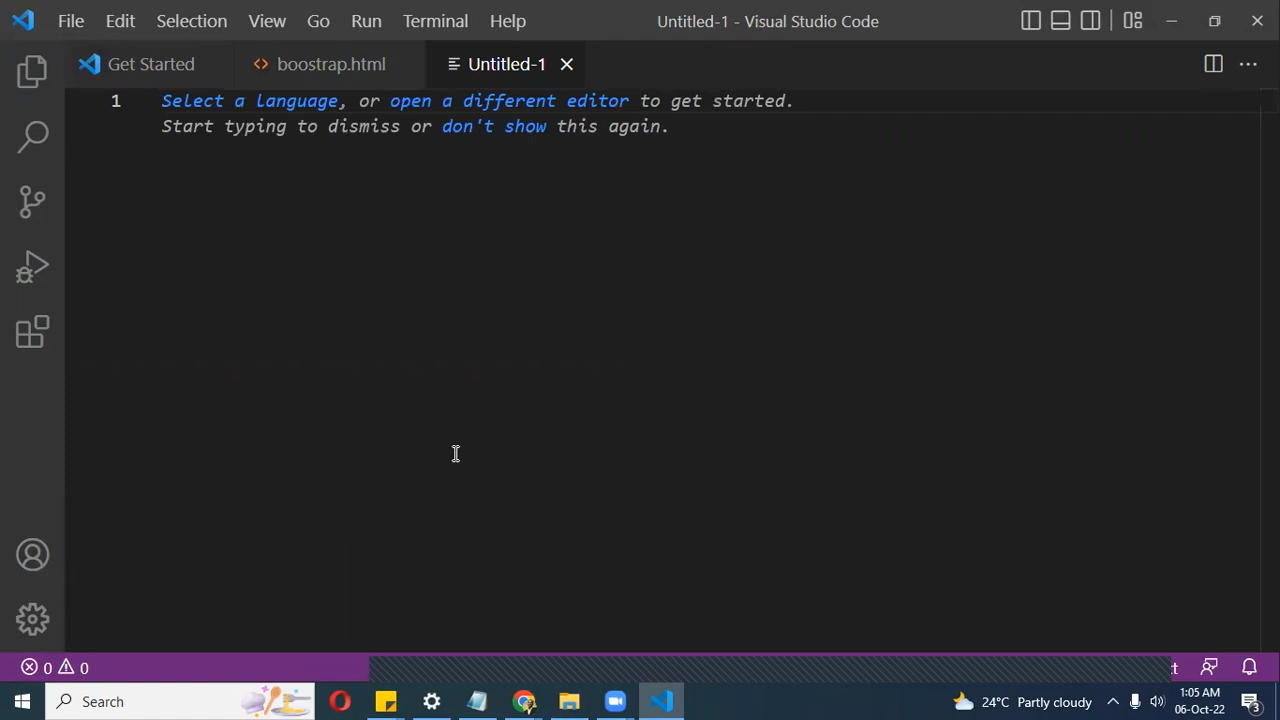 File Edit Selection View Go Run Terminal Help Untitled-1 - Visual Studio Code
Get Started boostrap.html Untitled-1
1 Select a language, or open a different editor to get started.
Start typing to dismiss or don't show this again.
0 0
Search 24°C Partly cloudy 1:05 AM
06-Oct-22 3